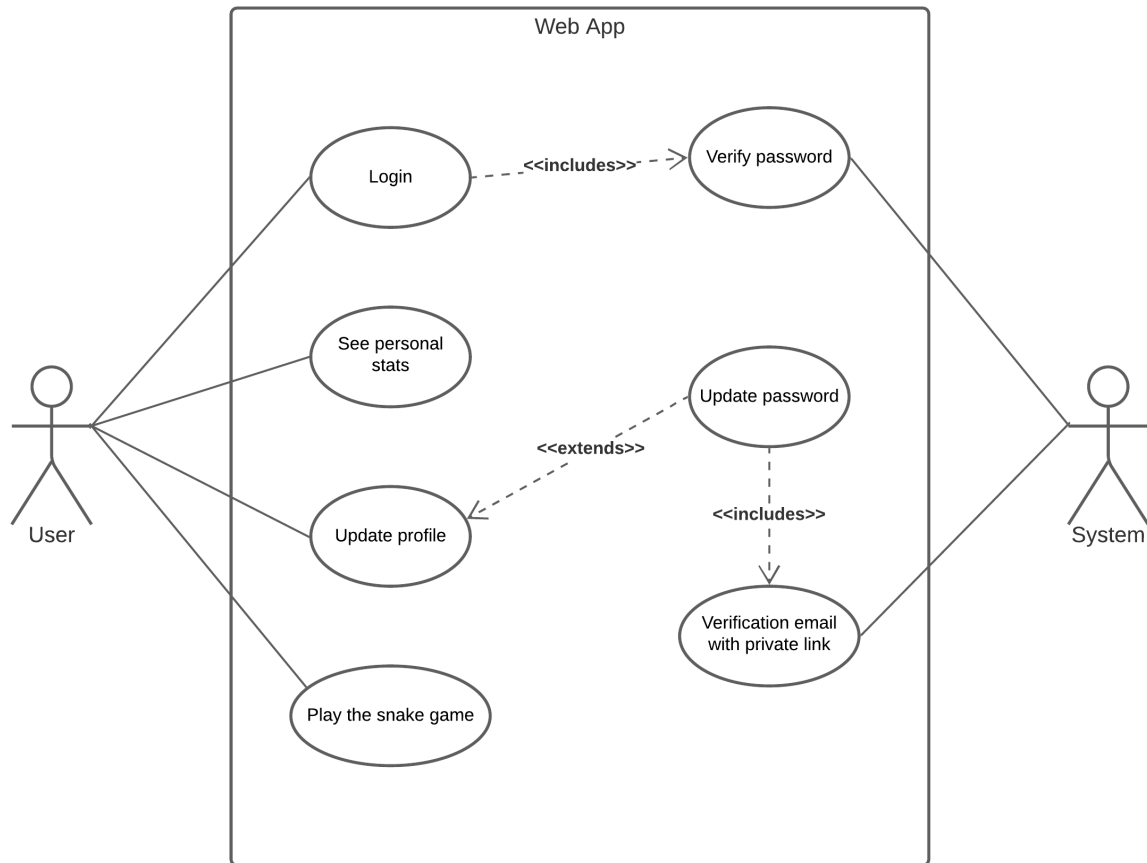 Web App
Login
<<includes>>
Verify password
See personal
stats
Update password
<<extends>>
<<includes>>
User
Update profile
System
Verification email
with private link
Play the snake game